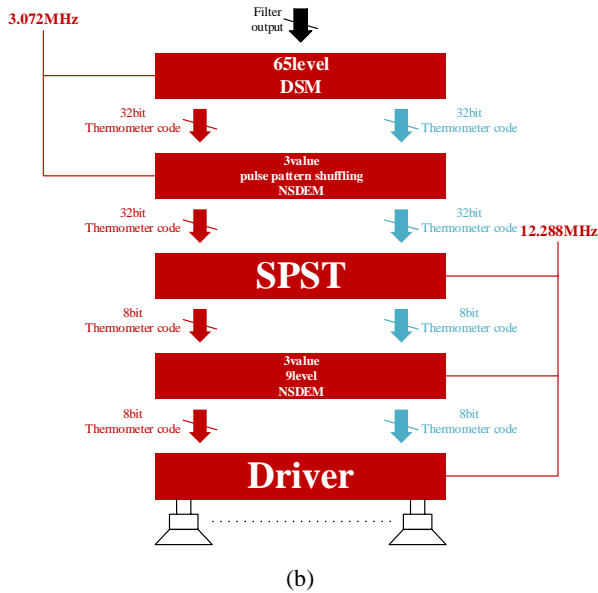 3.072MHz
Filter
output
65level
DSM
32bit
Thermometer code
32bit
Thermometer code
3value
pulse pattern shuffling
NSDEM
32bit
Thermometer code
32bit
Thermometer code
12.288MHz
SPST
8bit
Thermometer code
8bit
Thermometer code
3value
9level
NSDEM
8bit
Thermometer code
8bit
Thermometer code
Driver
(b)